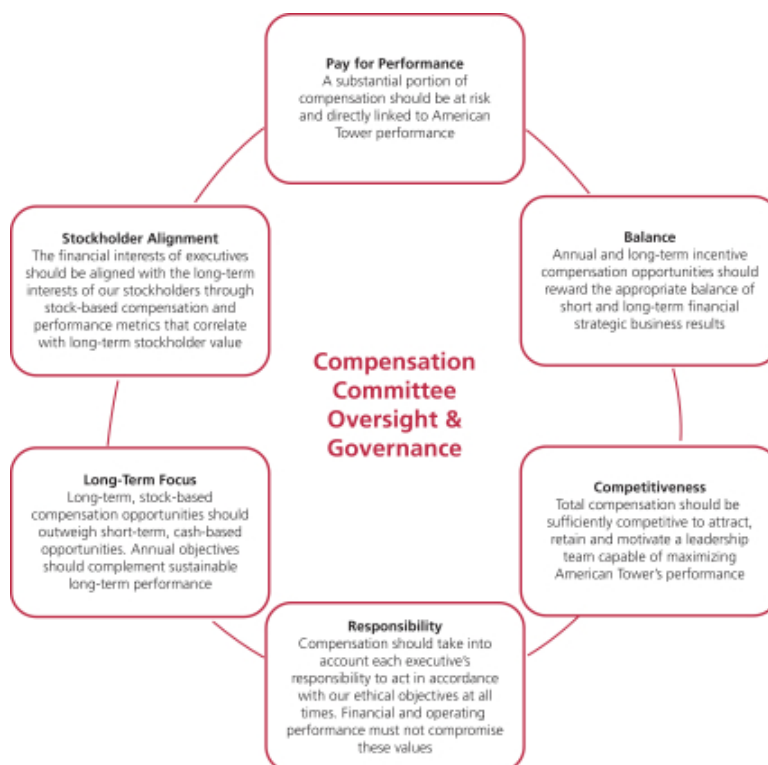 Pay for Performance
A substantial portion of
compensation should be at risk
and directly linked to American
Tower performance
Stockholder Alignment
The financial interests of executives
should be aligned with the long-term
interests of our stockholders through
stock-based compensation and
performance metrics that correlate
with long-term stockholder value
Balance
Annual and long-term incentive
compensation opportunities should
reward the appropriate balance of
short and long-term financial
strategic business results
Compensation
Committee
Oversight &
Governance
Long-Term Focus
Long-term, stock-based
compensation opportunities should
outweigh short-term, cash-based
opportunities. Annual objectives
should complement sustainable
long-term performance
Competitiveness
Total compensation should be
sufficiently competitive to attract,
retain and motivate a leadership
team capable of maximizing
American Tower's performance
Responsibility
Compensation should take into
account each executive's
responsibility to act in accordance
with our ethical objectives at all
times. Financial and operating
performance must not compromise
these values